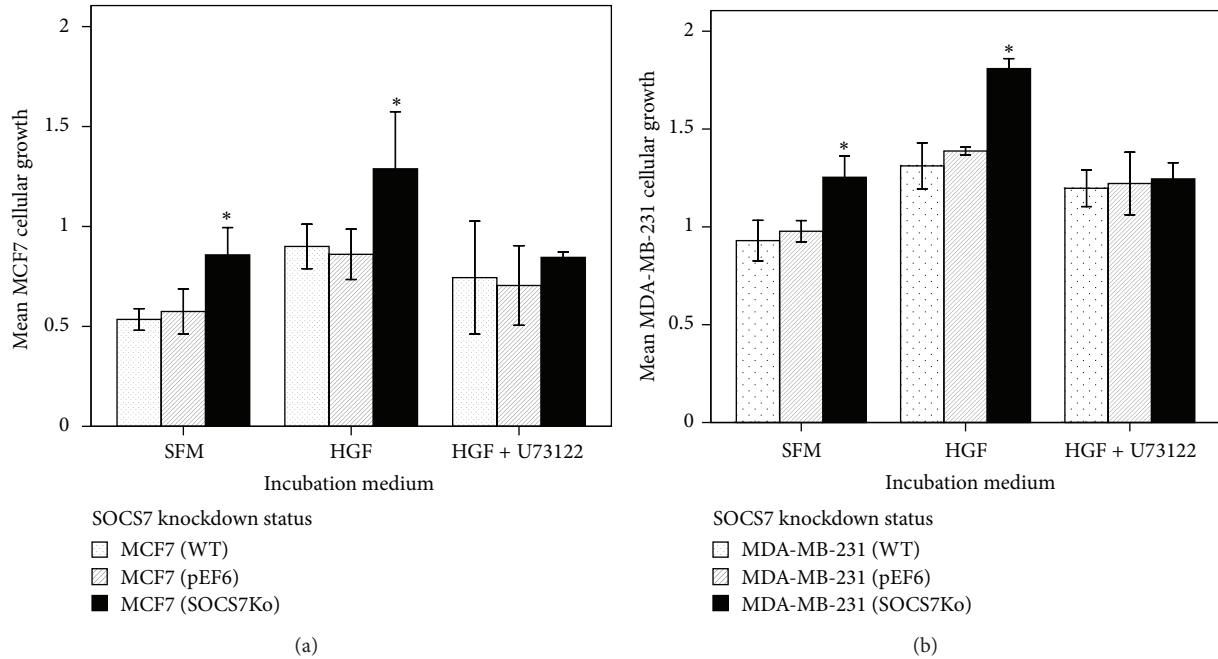 Mean MCF7 cellular growth
2
1.5
1
0.5
0
*
*
SFM
HGF
HGF + U73122
Incubation medium
SOCS7 knockdown status
MCF7 (WT)
MCF7 (pEF6)
MCF7 (SOCS7Ko)
(a)
Mean MDA-MB-231 cellular growth
2
1.5
1
0.5
0
*
*
SFM
HGF
HGF + U73122
Incubation medium
SOCS7 knockdown status
MDA-MB-231 (WT)
MDA-MB-231 (pEF6)
MDA-MB-231 (SOCS7Ko)
(b)